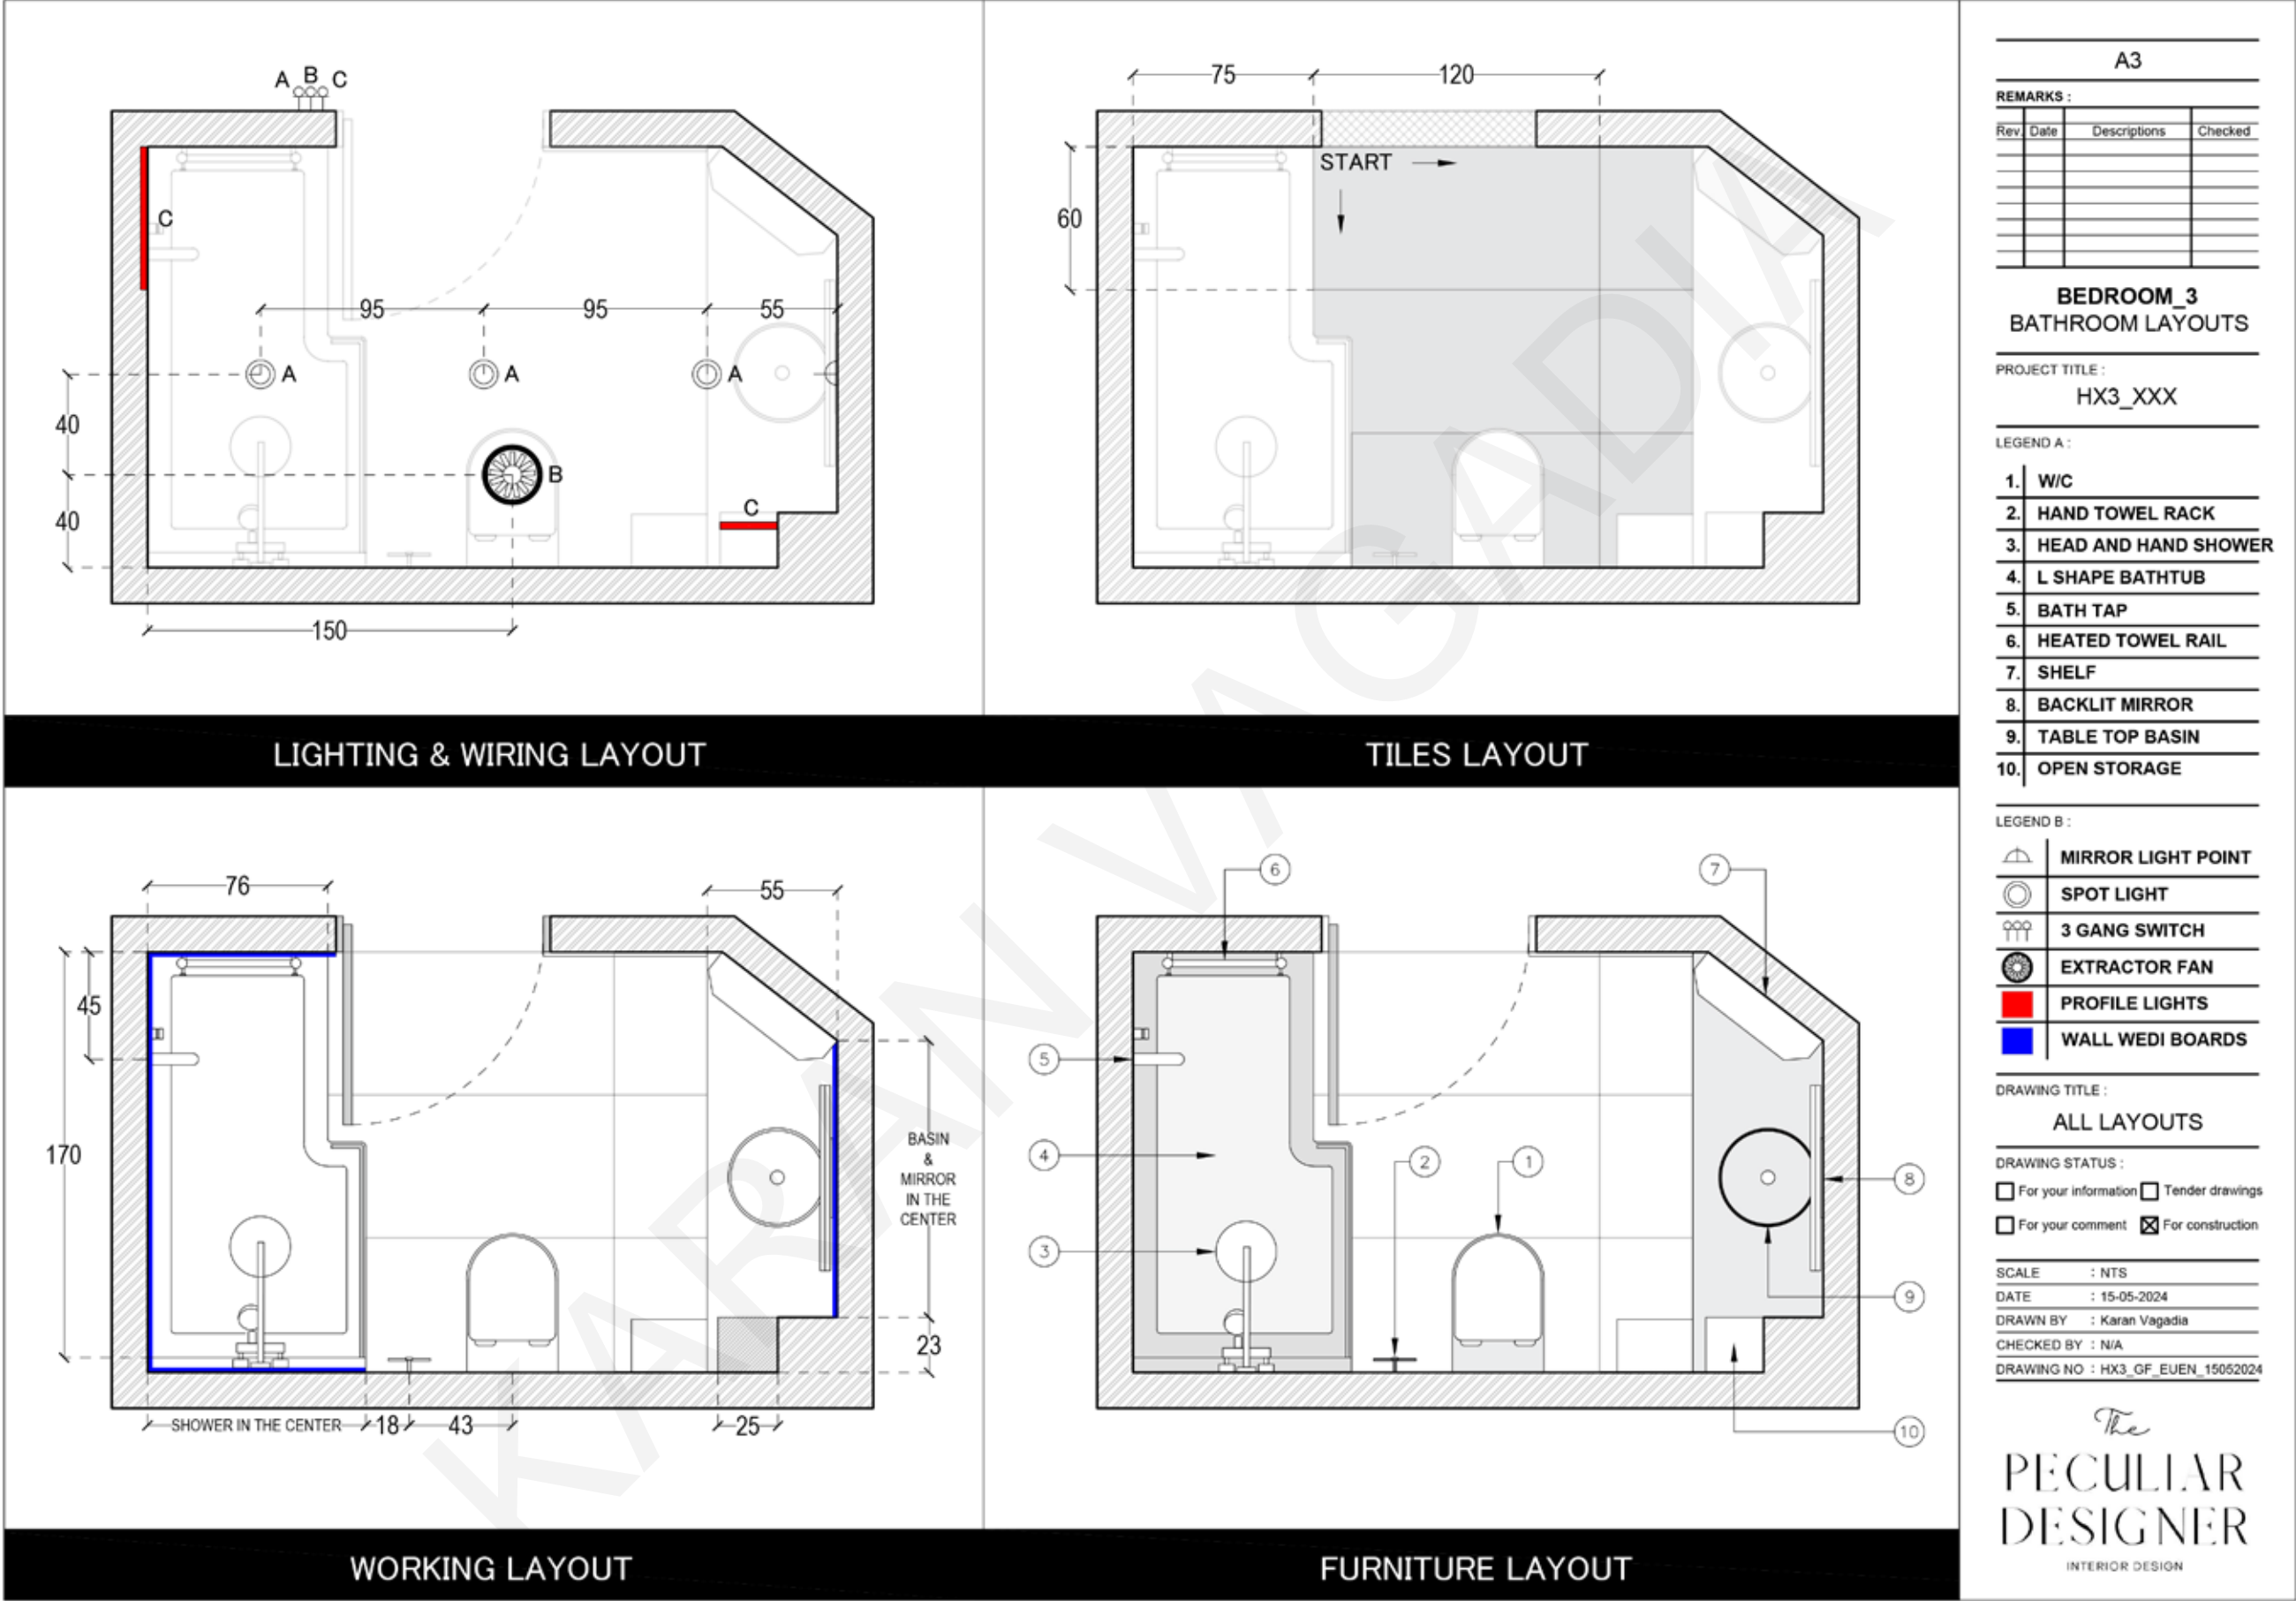 A B C
C
95 95 55
A A A
40
B
40
C
150
LIGHTING & WIRING LAYOUT
75 120
START
60
TILES LAYOUT
76 55
45
170
BASIN
&
MIRROR
IN THE
CENTER
23
SHOWER IN THE CENTER 18 43 25
WORKING LAYOUT
6 7
5
4 2 1 8
3
9
10
FURNITURE LAYOUT
KARAN VAGADIA
A3
REMARKS :
Rev. Date Descriptions Checked
BEDROOM_3
BATHROOM LAYOUTS
PROJECT TITLE :
HX3_XXX
LEGEND A :
1. W/C
2. HAND TOWEL RACK
3. HEAD AND HAND SHOWER
4. L SHAPE BATHTUB
5. BATH TAP
6. HEATED TOWEL RAIL
7. SHELF
8. BACKLIT MIRROR
9. TABLE TOP BASIN
10. OPEN STORAGE
LEGEND B :
MIRROR LIGHT POINT
SPOT LIGHT
3 GANG SWITCH
EXTRACTOR FAN
PROFILE LIGHTS
WALL WEDI BOARDS
DRAWING TITLE :
ALL LAYOUTS
DRAWING STATUS :
For your information Tender drawings
For your comment For construction
SCALE : NTS
DATE : 15-05-2024
DRAWN BY : Karan Vagadia
CHECKED BY : N/A
DRAWING NO : HX3_GF_EUEN_15052024
The
PECULIAR
DESIGNER
INTERIOR DESIGN